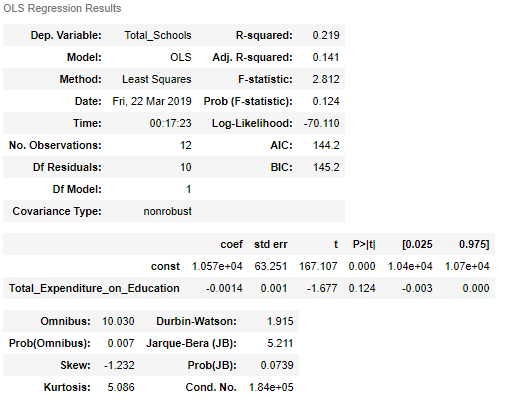 OLS Regression Results
Dep. Variable: Total_Schools R-squared: 0.219
Model: OLS Adj. R-squared: 0.141
Method: Least Squares F-statistic: 2.812
Date: Fri, 22 Mar 2019 Prob (F-statistic): 0.124
Time: 00:17:23 Log-Likelihood: -70.110
No. Observations: 12 AIC: 144.2
Df Residuals: 10 BIC: 145.2
Df Model: 1
Covariance Type: nonrobust
coef std err t P>|t| [0.025 0.975]
const 1.057e+04 63.251 167.107 0.000 1.04e+04 1.07e+04
Total_Expenditure_on_Education -0.0014 0.001 -1.677 0.124 -0.003 0.000
Omnibus: 10.030 Durbin-Watson: 1.915
Prob(Omnibus): 0.007 Jarque-Bera (JB): 5.211
Skew: -1.232 Prob(JB): 0.0739
Kurtosis: 5.086 Cond. No. 1.84e+05